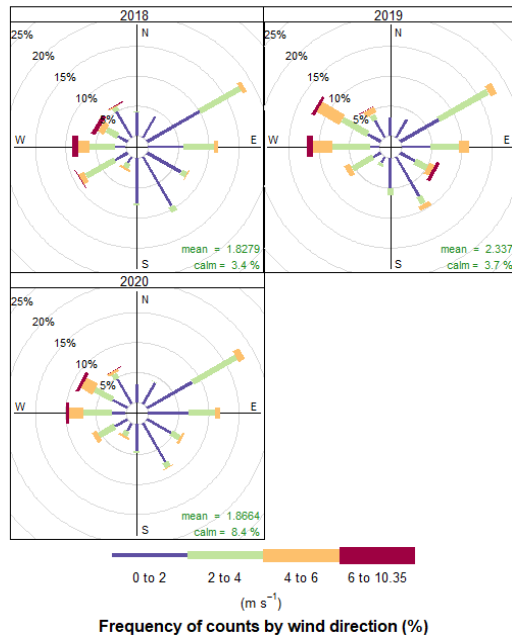 2018
2019
25%
20%
15%
10%
5%
N
W
E
S
mean = 1.8279
calm = 3.4 %
25%
20%
15%
10%
5%
N
W
E
S
mean = 2.337
calm = 3.7 %
2020
25%
20%
15%
10%
5%
N
W
E
S
mean = 1.8664
calm = 8.4 %
0 to 2
2 to 4
4 to 6
6 to 10.35
(m s⁻¹)
Frequency of counts by wind direction (%)